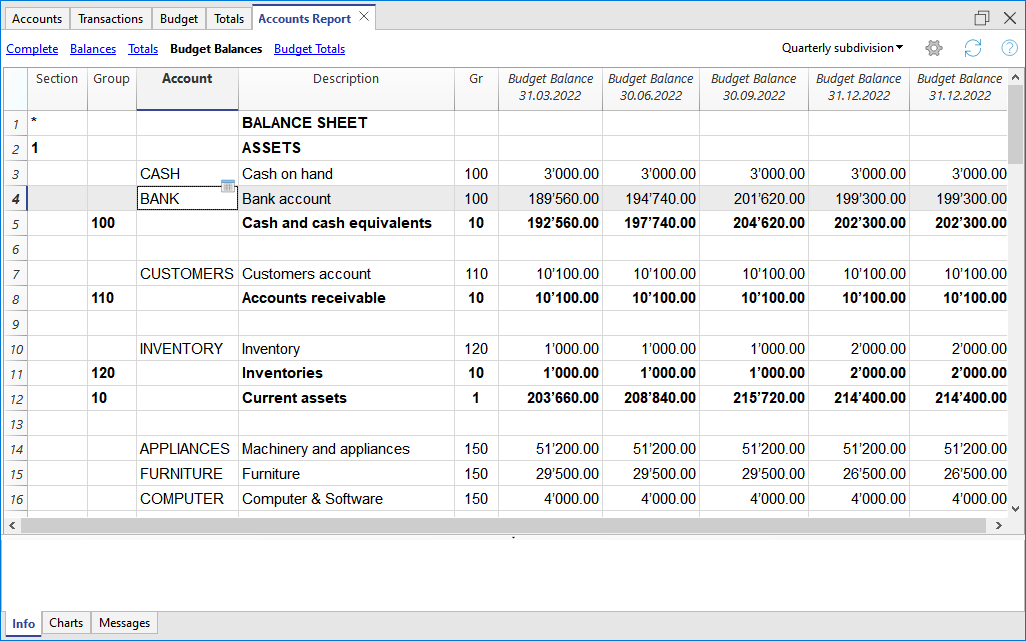 Accounts Transactions Budget Totals Accounts Report
Complete Balances Totals Budget Balances Budget Totals Quarterly subdivision
Section Group Account Description Gr Budget Balance 31.03.2022 Budget Balance 30.06.2022 Budget Balance 30.09.2022 Budget Balance 31.12.2022 Budget Balance 31.12.2022
1 * BALANCE SHEET
2 1 ASSETS
3 CASH Cash on hand 100 3’000.00 3’000.00 3’000.00 3’000.00 3’000.00
4 BANK Bank account 100 189’560.00 194’740.00 201’620.00 199’300.00 199’300.00
5 100 Cash and cash equivalents 10 192’560.00 197’740.00 204’620.00 202’300.00 202’300.00
6
7 CUSTOMERS Customers account 110 10’100.00 10’100.00 10’100.00 10’100.00 10’100.00
8 110 Accounts receivable 10 10’100.00 10’100.00 10’100.00 10’100.00 10’100.00
9
10 INVENTORY Inventory 120 1’000.00 1’000.00 1’000.00 2’000.00 2’000.00
11 120 Inventories 10 1’000.00 1’000.00 1’000.00 2’000.00 2’000.00
12 10 Current assets 1 203’660.00 208’840.00 215’720.00 214’400.00 214’400.00
13
14 APPLIANCES Machinery and appliances 150 51’200.00 51’200.00 51’200.00 51’200.00 51’200.00
15 FURNITURE Furniture 150 29’500.00 29’500.00 29’500.00 26’500.00 26’500.00
16 COMPUTER Computer & Software 150 4’000.00 4’000.00 4’000.00 4’000.00 4’000.00
Info Charts Messages